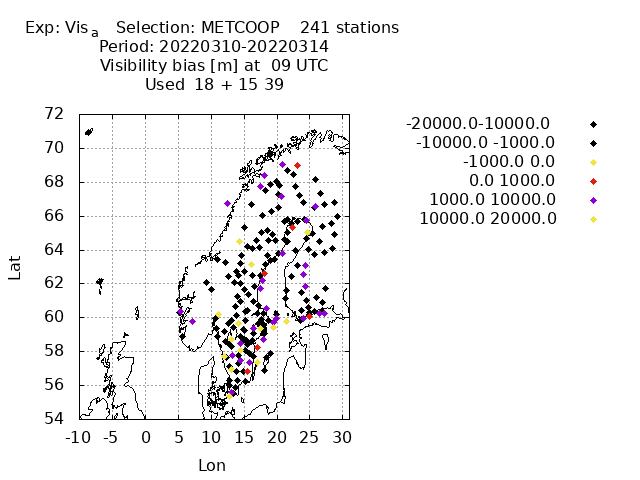 Exp: Vis a   Selection: METCOOP    241 stations
Period: 20220310-20220314
Visibility bias [m] at  09 UTC
Used  18 + 15 39
-20000.0-10000.0
-10000.0 -1000.0
-1000.0 0.0
0.0 1000.0
1000.0 10000.0
10000.0 20000.0
72
70
68
66
64
62
60
58
56
54
Lat
-10 -5 0 5 10 15 20 25 30
Lon